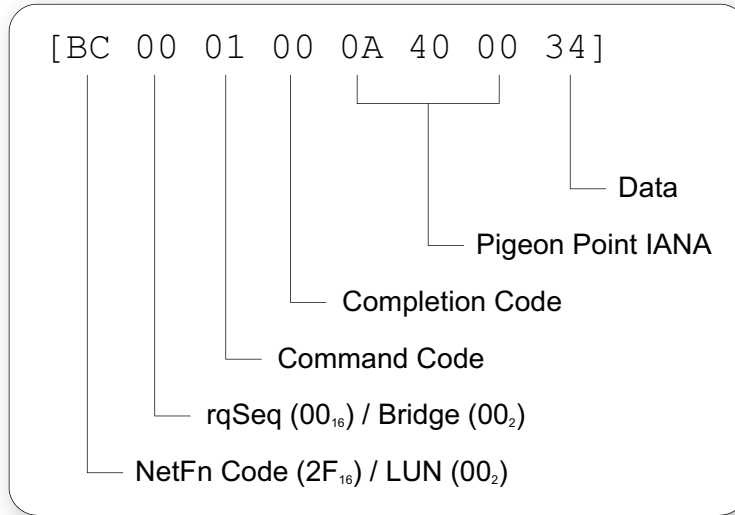 [BC 00 01 00 0A 40 00 34]
Data
Pigeon Point IANA
Completion Code
Command Code
rqSeq (00₁₆) / Bridge (00₂)
NetFn Code (2F₁₆) / LUN (00₂)